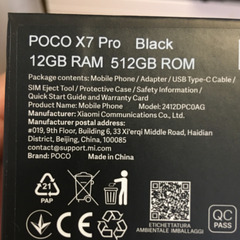 POCO X7 Pro Black
12GB RAM 512GB ROM
Package Contents: Mobile Phone / Adapter / USB Type-C Cable /
SIM Eject Tool / Protective Case / Safety Information /
Quick Start Guide and Warranty Card
Product Name: Mobile Phone Model: 2412DPC0AG
Manufacturer: Xiaomi Communications Co., Ltd.
Manufacturer Postal Address:
#019, 9th Floor, Building 6, 33 Xi'erqi Middle Road, Haidian
District, Beijing, China, 100085
contact@support.mi.com
Brand: POCO Made in China
21
PAP
ETICHETTATURA
AMBIENTALE IMBALLAGGI
QC
PASS